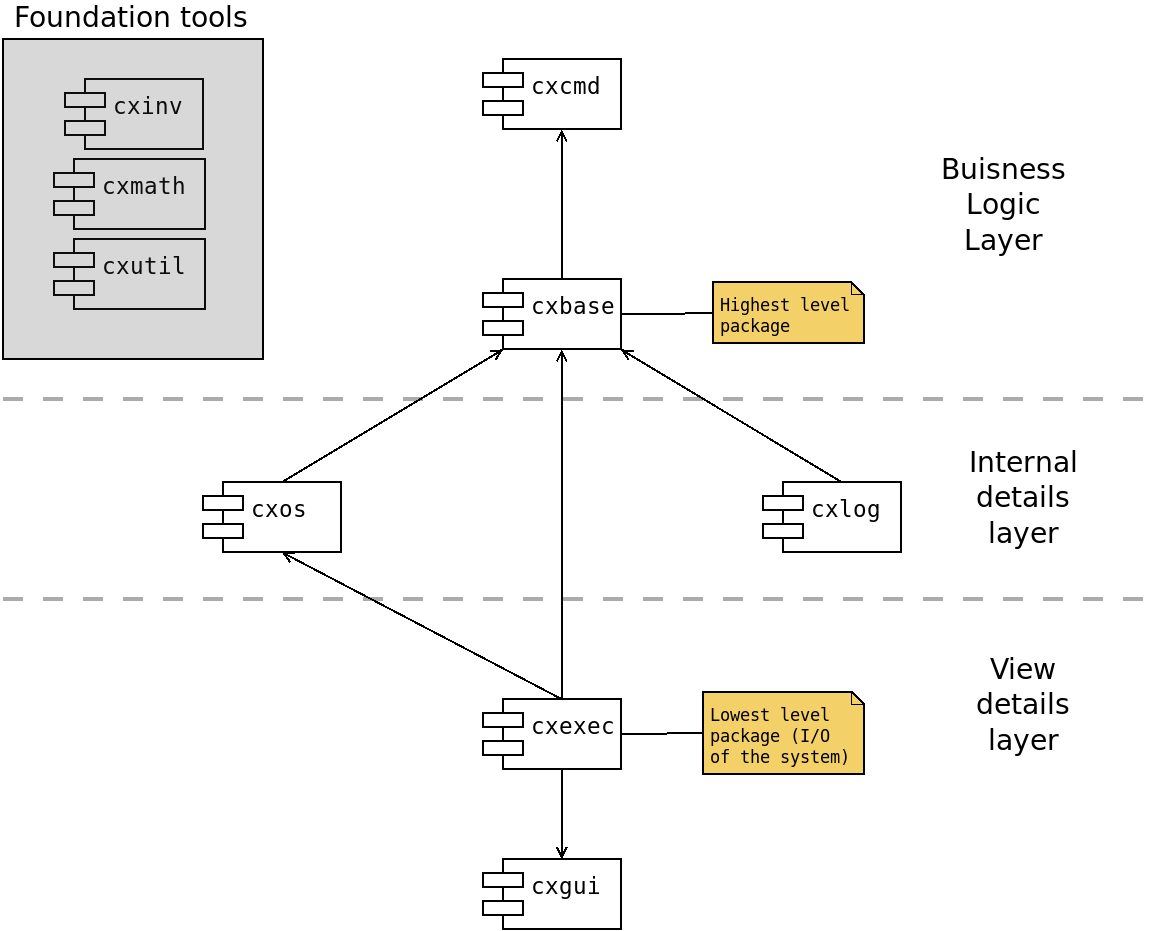 Foundation tools
cxinv
cxmath
cxutil
cxcmd
Buisness
Logic
Layer
cxbase
Highest level
package
cxos
cxlog
Internal
details
layer
cxexec
Lowest level
package (I/O
of the system)
View
details
layer
cxgui